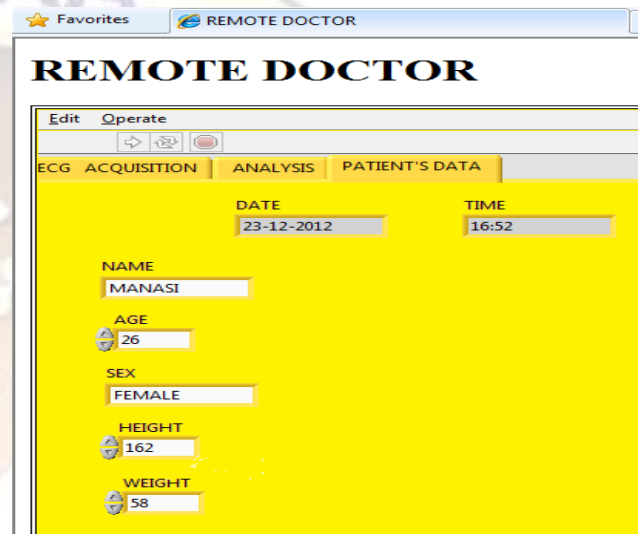 Favorites REMOTE DOCTOR
REMOTE DOCTOR
Edit Operate
ECG ACQUISITION ANALYSIS PATIENT'S DATA
DATE TIME
23-12-2012 16:52
NAME
MANASI
AGE
26
SEX
FEMALE
HEIGHT
162
WEIGHT
58